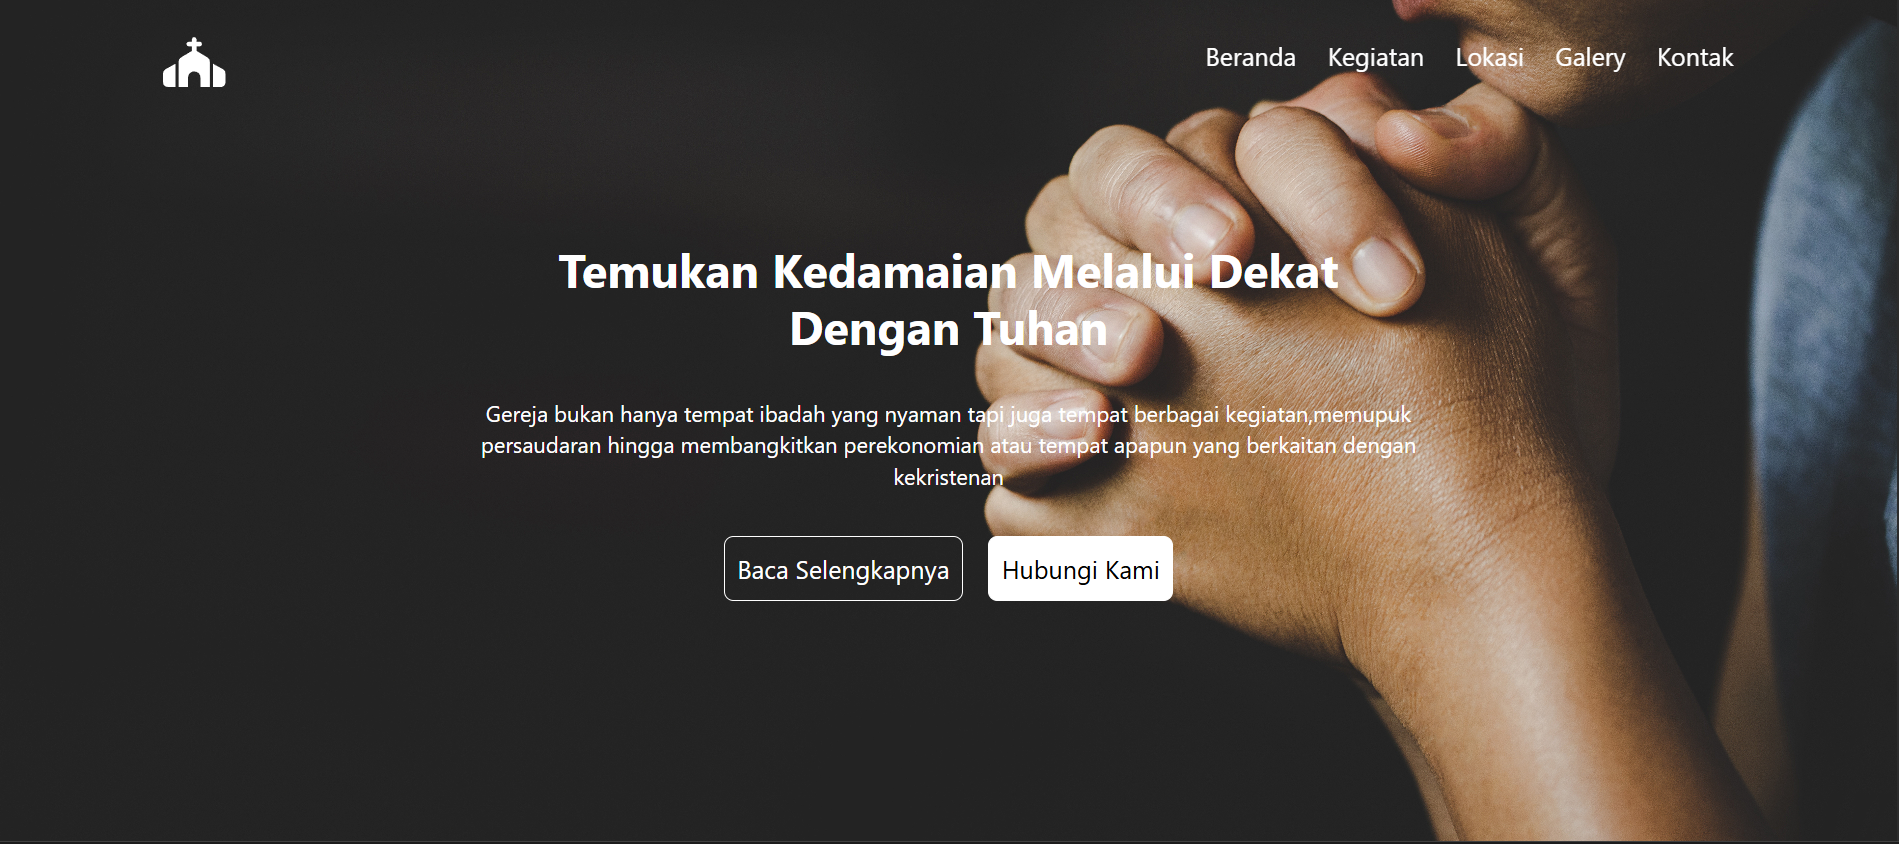 Beranda Kegiatan Lokasi Galery Kontak
Temukan Kedamaian Melalui Dekat
Dengan Tuhan
Gereja bukan hanya tempat ibadah yang nyaman tapi juga tempat berbagai kegiatan,memupuk
persaudaran hingga membangkitkan perekonomian atau tempat apapun yang berkaitan dengan
kekristenan
Baca Selengkapnya Hubungi Kami